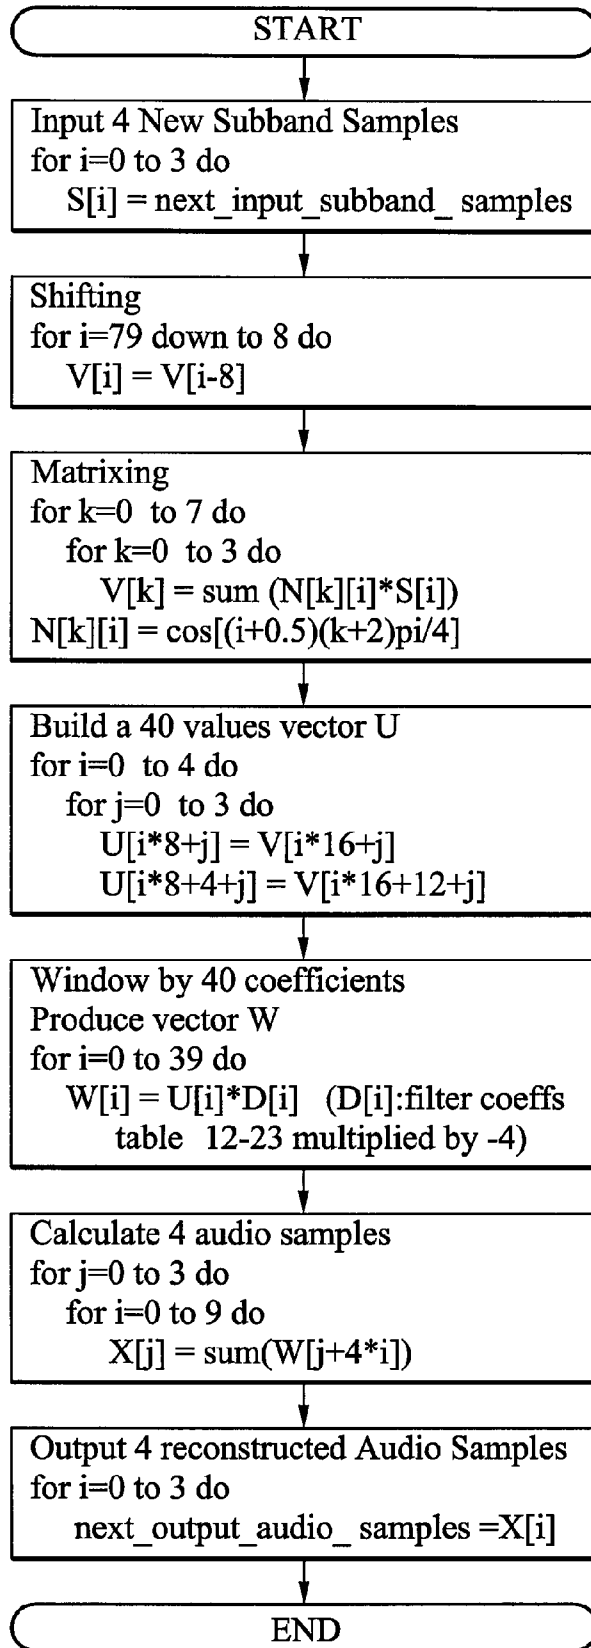 START
Input 4 New Subband Samples
for i=0 to 3 do
S[i] = next_input_subband_ samples
Shifting
for i=79 down to 8 do
V[i] = V[i-8]
Matrixing
for k=0 to 7 do
for k=0 to 3 do
V[k] = sum (N[k][i]*S[i])
N[k][i] = cos[(i+0.5)(k+2)pi/4]
Build a 40 values vector U
for i=0 to 4 do
for j=0 to 3 do
U[i*8+j] = V[i*16+j]
U[i*8+4+j] = V[i*16+12+j]
Window by 40 coefficients
Produce vector W
for i=0 to 39 do
W[i] = U[i]*D[i] (D[i]:filter coeffs
table 12-23 multiplied by -4)
Calculate 4 audio samples
for j=0 to 3 do
for i=0 to 9 do
X[j] = sum(W[j+4*i])
Output 4 reconstructed Audio Samples
for i=0 to 3 do
next_output_audio_ samples =X[i]
END